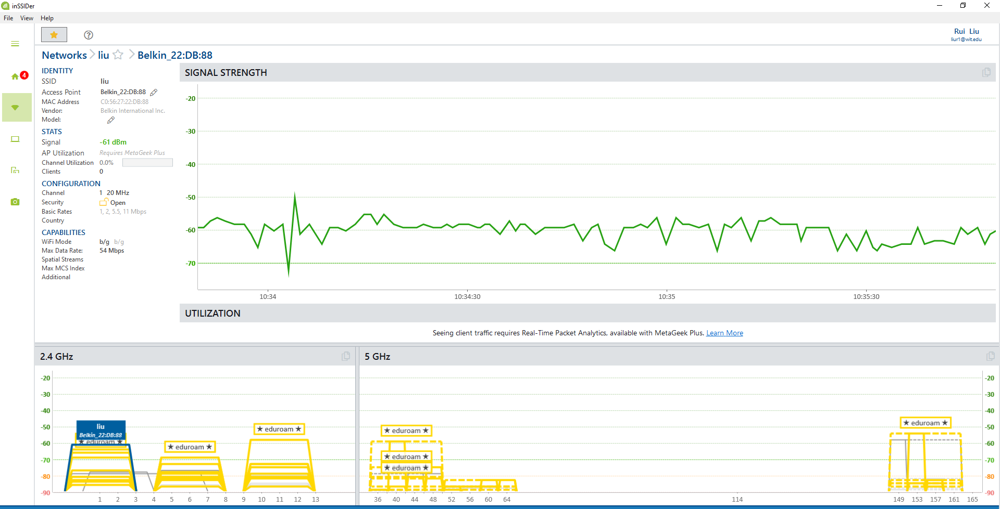 inSSIDer
File View Help
Rui Liu
liur1@wit.edu
Networks liu Belkin_22:DB:88
4
IDENTITY
SSID liu
Access Point Belkin_22:DB:88
MAC Address C0:56:27:22:DB:88
Vendor: Belkin International Inc.
Model:
STATS
Signal -61 dBm
AP Utilization Requires MetaGeek Plus
Channel Utilization 0.0%
Clients 0
CONFIGURATION
Channel 1 20 MHz
Security Open
Basic Rates 1, 2, 5.5, 11 Mbps
Country
CAPABILITIES
WiFi Mode b/g b/g
Max Data Rate: 54 Mbps
Spatial Streams
Max MCS Index
Additional
SIGNAL STRENGTH
-20
-30
-40
-50
-60
-70
10:34 10:34:30 10:35 10:35:30
UTILIZATION
Seeing client traffic requires Real-Time Packet Analytics, available with MetaGeek Plus. Learn More
2.4 GHz
-20
-30
-40
-50
-60
-70
-80
-90
liu
Belkin_22:DB:88
★ eduroam ★
★ eduroam ★
★ eduroam ★
1 2 3 4 5 6 7 8 9 10 11 12 13
5 GHz
★ eduroam ★
★ eduroam ★
★ eduroam ★
★ eduroam ★
-20
-30
-40
-50
-60
-70
-80
-90
36 40 44 48 52 56 60 64 114 149 153 157 161 165